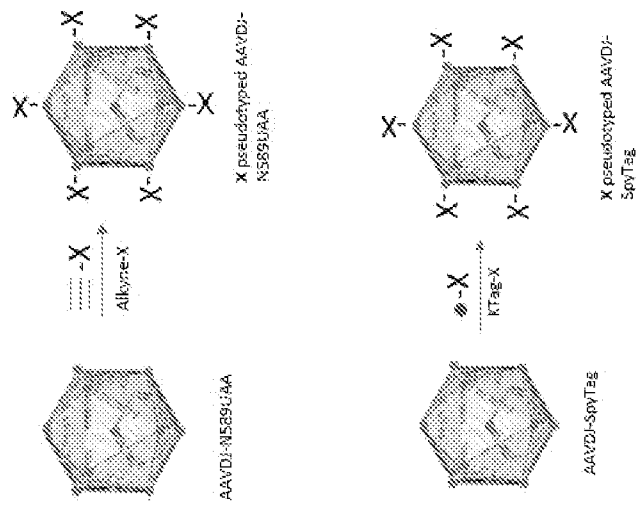 AAVDJ-N589UAA
X
Alkyne-X
X
X
X
X
X
X
X pseudotyped AAVDJ-
N589UAA
AAVDJ-SpyTag
X
KTag-X
X
X
X
X
X
X
X pseudotyped AAVDJ-
SpyTag